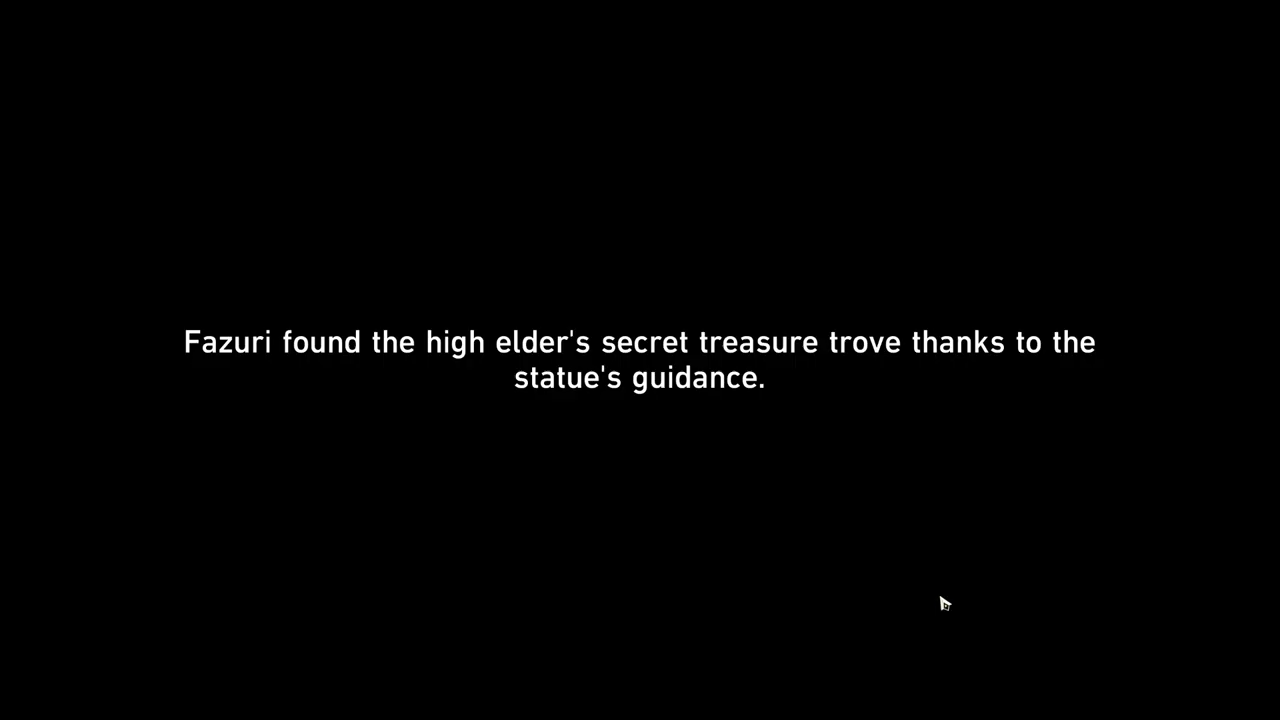 Fazuri found the high elder's secret treasure trove thanks to the
statue's guidance.